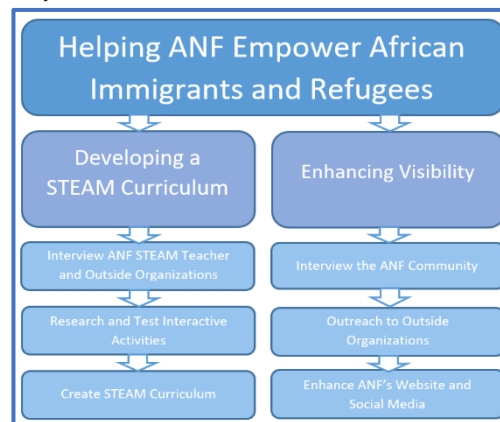 Helping ANF Empower African
Immigrants and Refugees
Developing a
STEAM Curriculum
Interview ANF STEAM Teacher
and Outside Organizations
Research and Test Interactive
Activities
Create STEAM Curriculum
Enhancing Visibility
Interview the ANF Community
Outreach to Outside
Organizations
Enhance ANF's Website and
Social Media